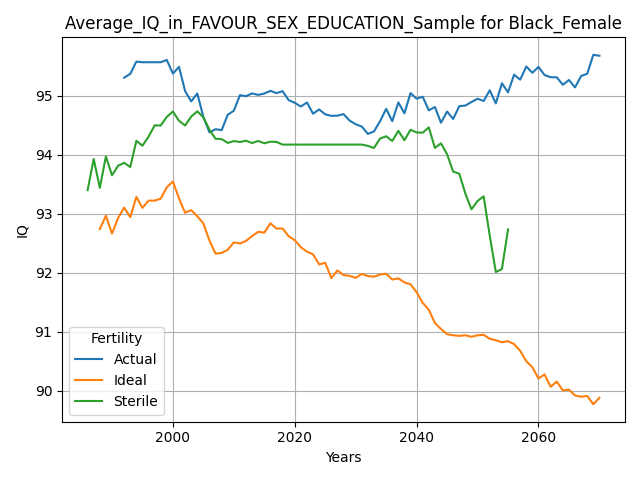 Average_IQ_in_FAVOUR_SEX_EDUCATION_Sample for Black_Female
95
94
93
92
91
90
IQ
Fertility
Actual
Ideal
Sterile
2000 2020 2040 2060
Years